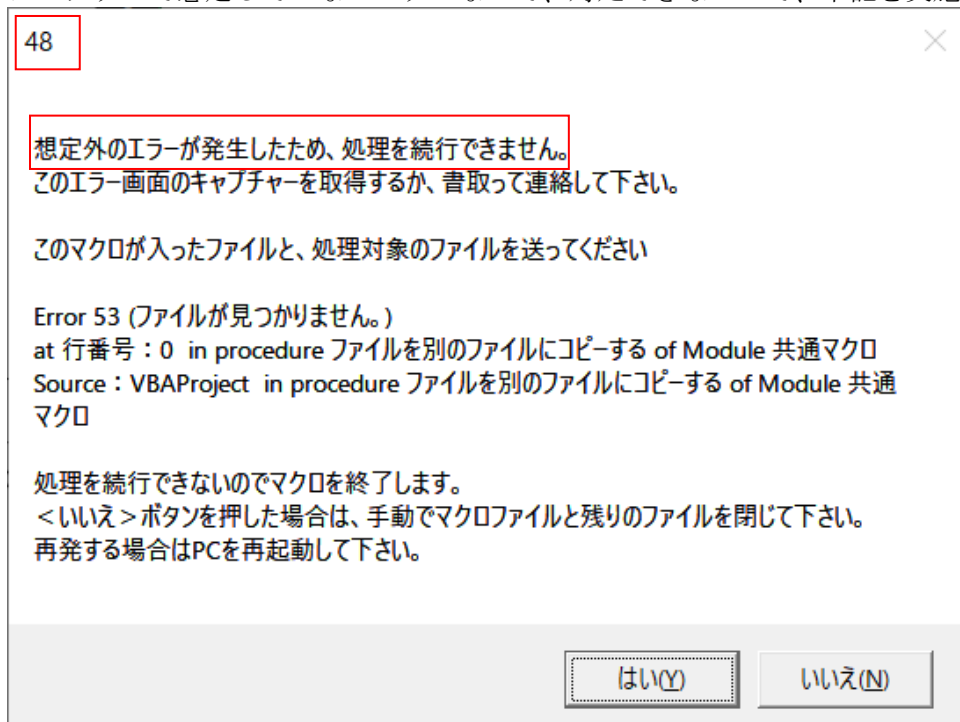 48
想定外のエラーが発生したため、処理を続行できません。
このエラー画面のキャプチャーを取得するか、書取って連絡して下さい。
このマクロが入ったファイルと、処理対象のファイルを送ってください
Error 53 (ファイルが見つかりません。)
at 行番号：0 in procedure ファイルを別のファイルにコピーする of Module 共通マクロ
Source：VBAProject in procedure ファイルを別のファイルにコピーする of Module 共通
マクロ
処理を続行できないのでマクロを終了します。
＜いいえ＞ボタンを押した場合は、手動でマクロファイルと残りのファイルを閉じて下さい。
再発する場合はPCを再起動して下さい。
はい(Y) いいえ(N)